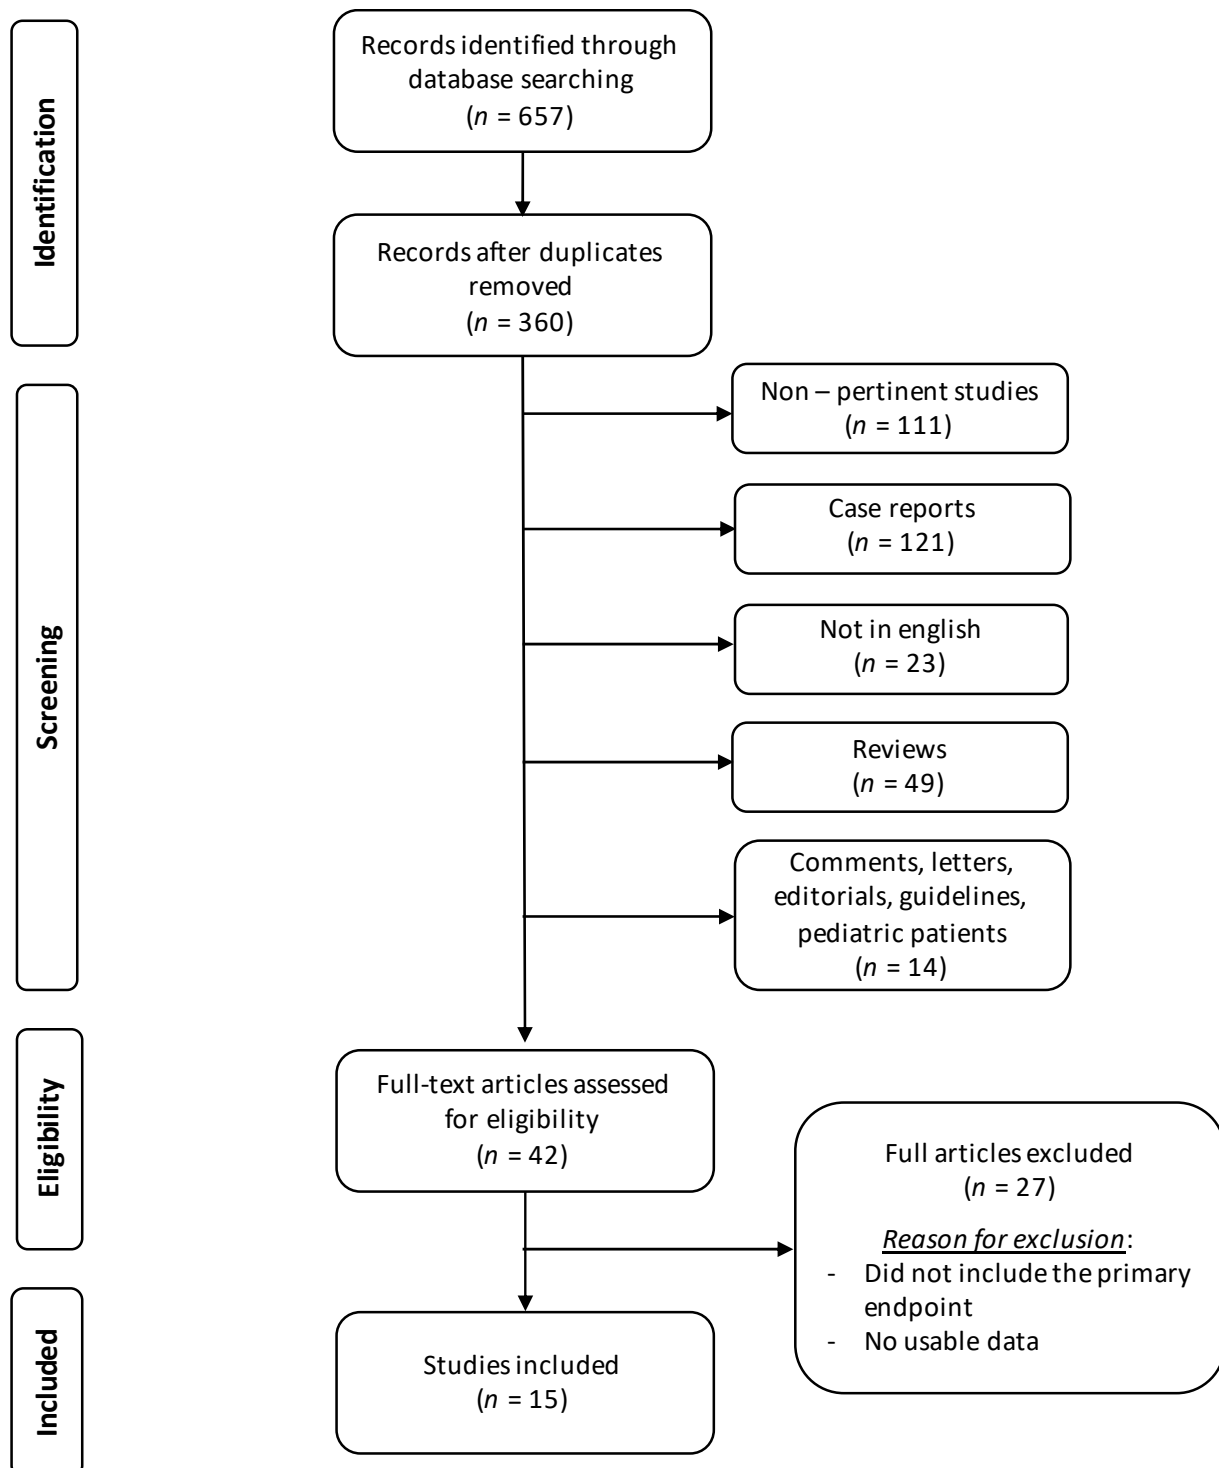 Identification
Records identified through
database searching
(n = 657)
Records after duplicates
removed
(n = 360)
Screening
Non – pertinent studies
(n = 111)
Case reports
(n = 121)
Not in english
(n = 23)
Reviews
(n = 49)
Comments, letters,
editorials, guidelines,
pediatric patients
(n = 14)
Eligibility
Full-text articles assessed
for eligibility
(n = 42)
Full articles excluded
(n = 27)
Reason for exclusion:
- Did not include the primary
endpoint
- No usable data
Included
Studies included
(n = 15)